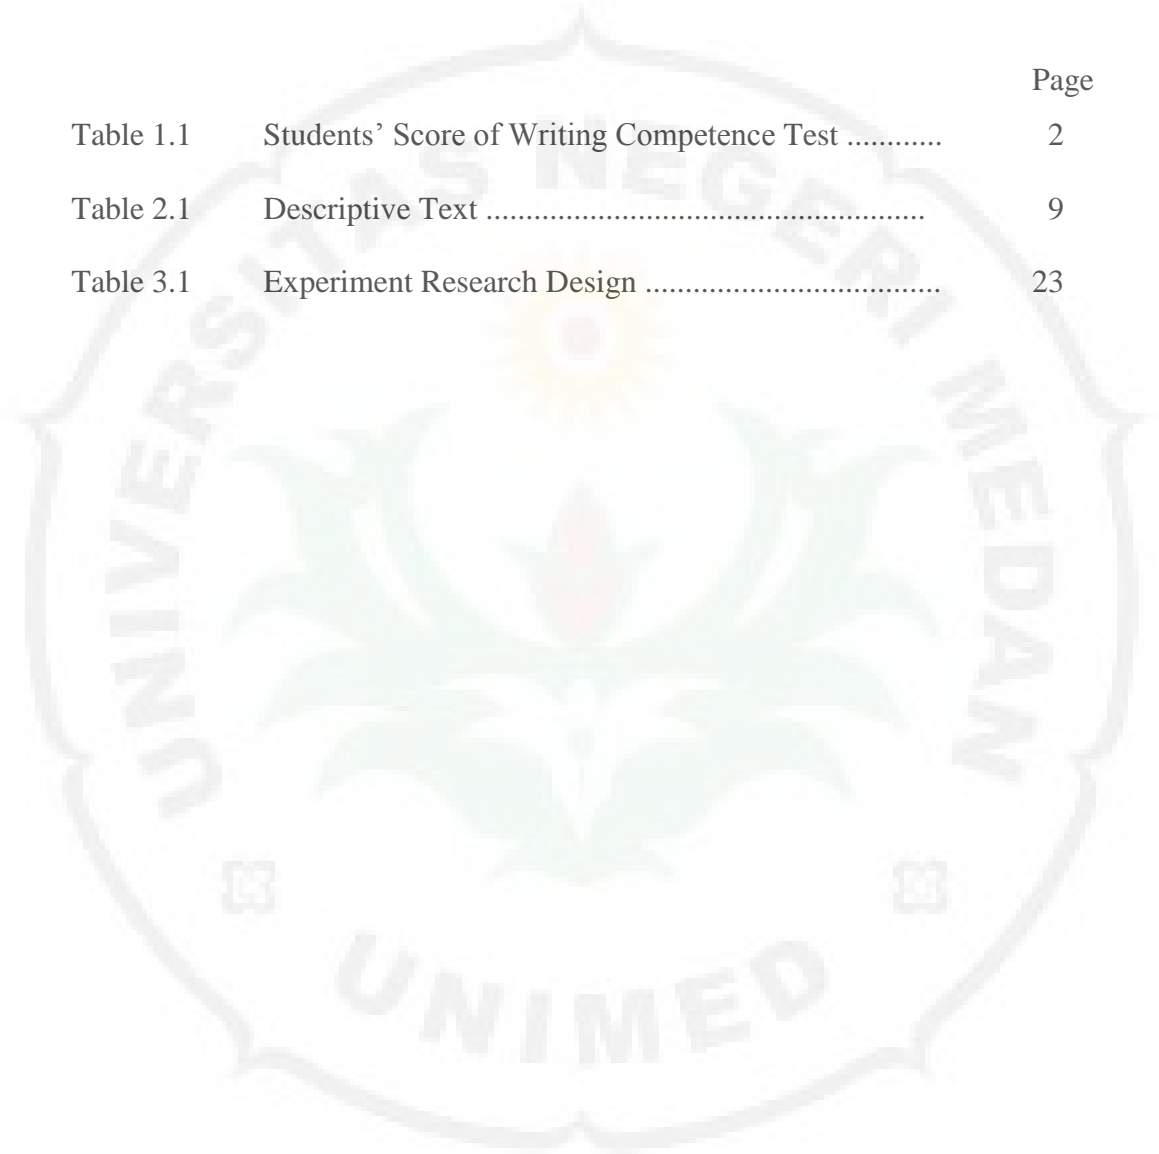 Page
Table 1.1 Students’ Score of Writing Competence Test ............ 2
Table 2.1 Descriptive Text ....................................................... 9
Table 3.1 Experiment Research Design ................................... 23
UNIVERSITAS NEGERI MEDAN
UNIMED